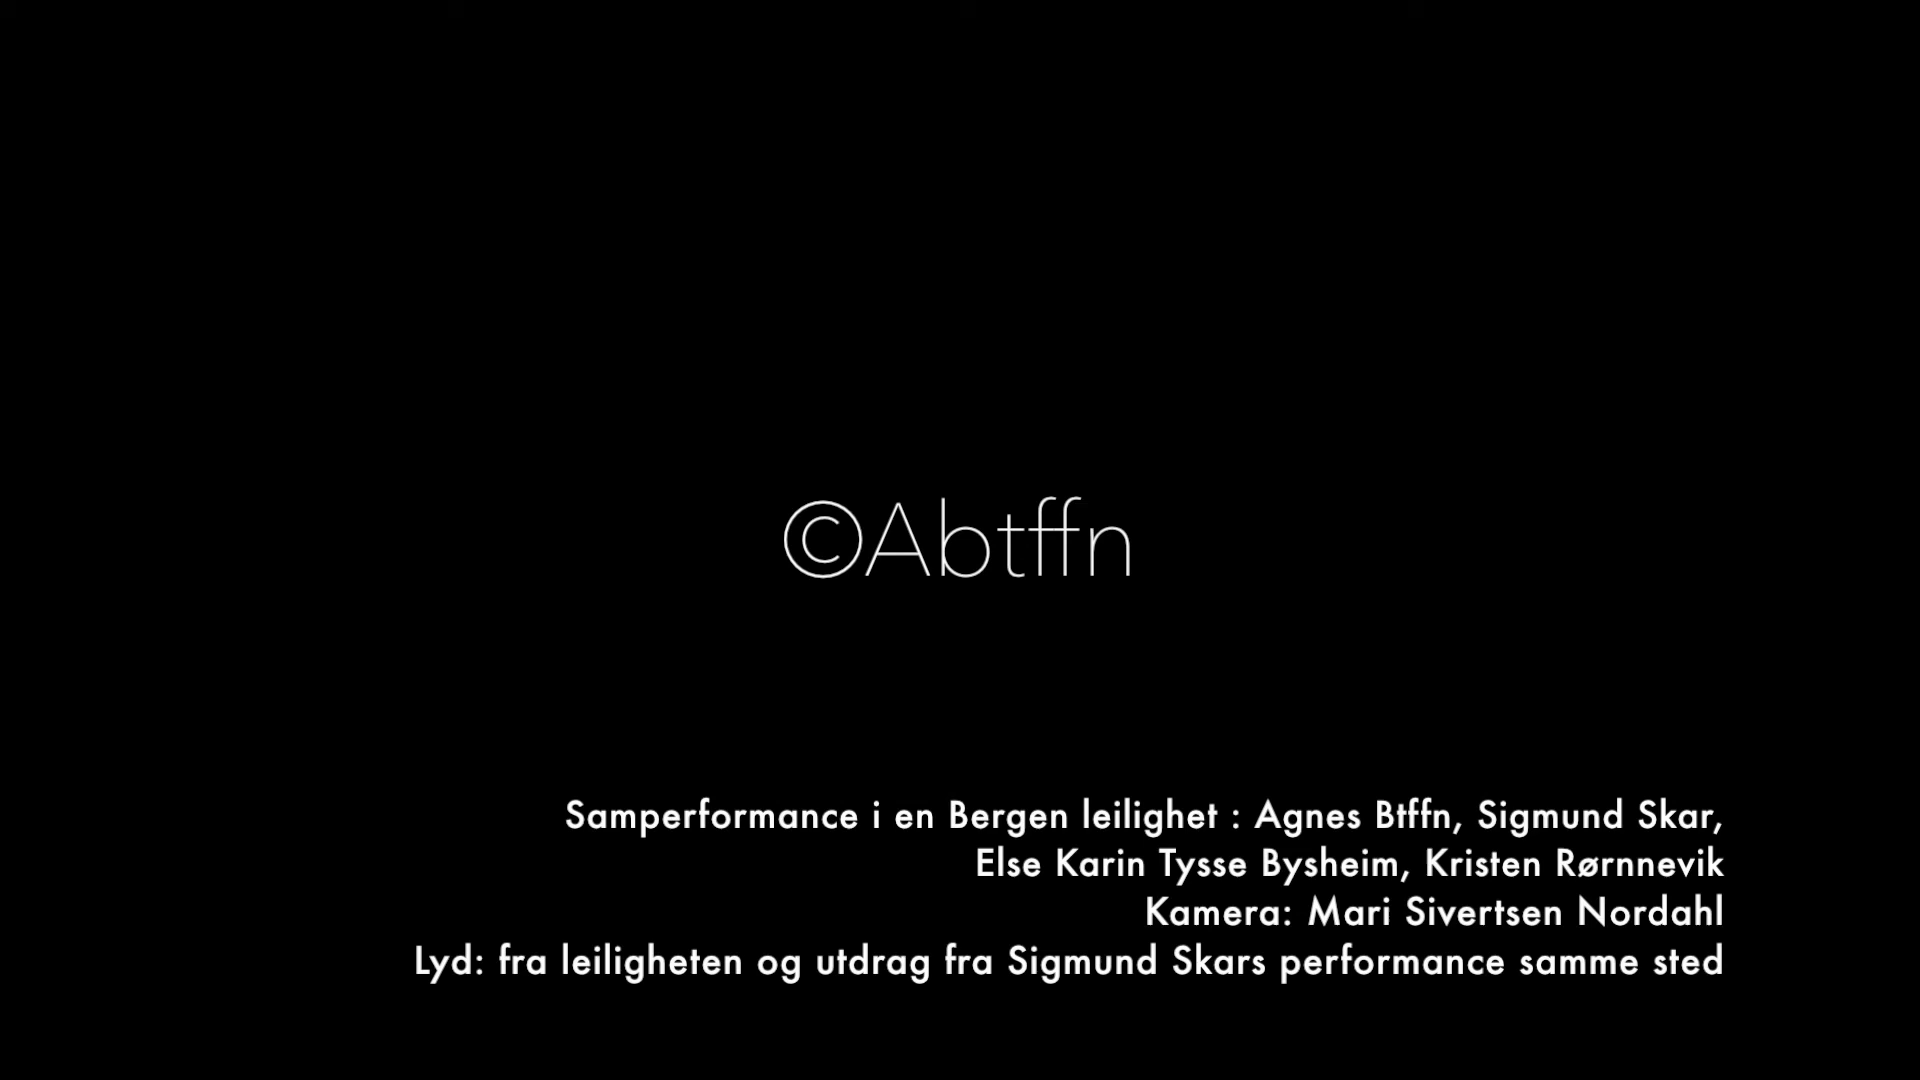 ©Abtffn
Samperformance i en Bergen leilighet : Agnes Btffn, Sigmund Skar,
Else Karin Tysse Bysheim, Kristen Rørnnevik
Kamera: Mari Sivertsen Nordahl
Lyd: fra leiligheten og utdrag fra Sigmund Skars performance samme sted